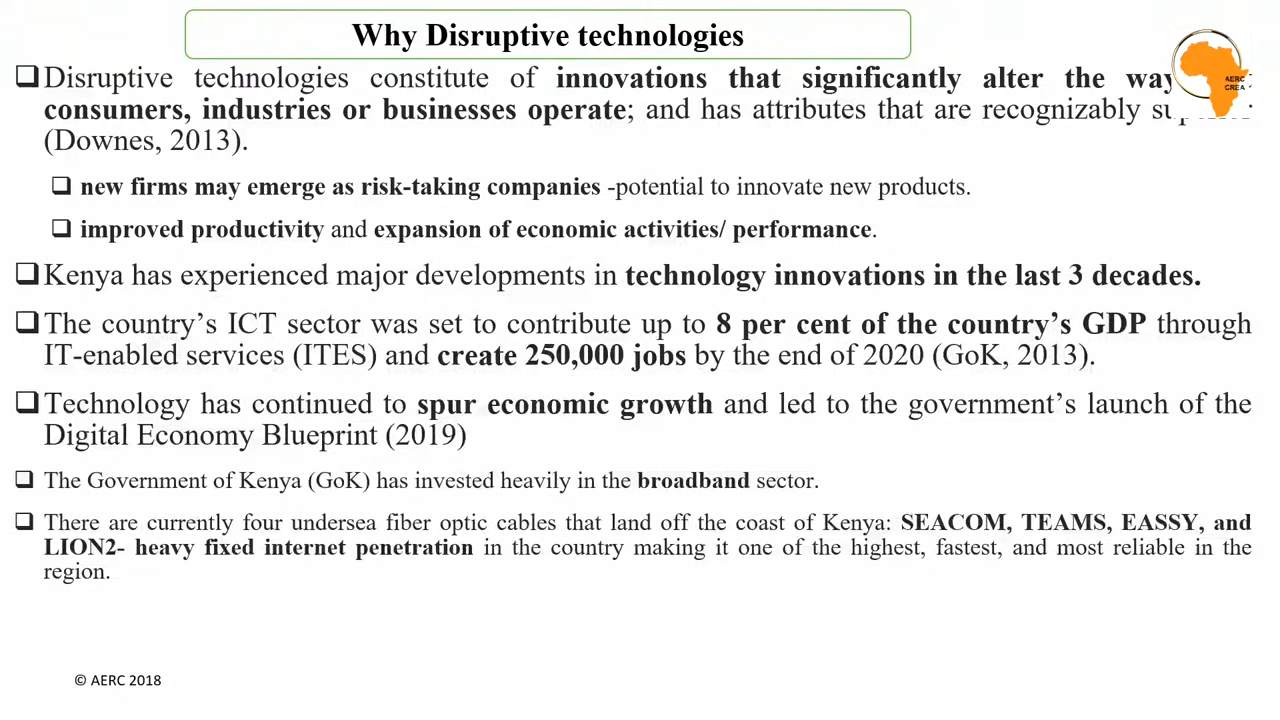 Why Disruptive technologies
AERC
CREA
❑Disruptive technologies constitute of innovations that significantly alter the way
consumers, industries or businesses operate; and has attributes that are recognizably
(Downes, 2013).
❑ new firms may emerge as risk-taking companies -potential to innovate new products.
❑ improved productivity and expansion of economic activities/ performance.
❑Kenya has experienced major developments in technology innovations in the last 3 decades.
❑The country’s ICT sector was set to contribute up to 8 per cent of the country’s GDP through
IT-enabled services (ITES) and create 250,000 jobs by the end of 2020 (GoK, 2013).
❑Technology has continued to spur economic growth and led to the government’s launch of the
Digital Economy Blueprint (2019)
❑ The Government of Kenya (GoK) has invested heavily in the broadband sector.
❑ There are currently four undersea fiber optic cables that land off the coast of Kenya: SEACOM, TEAMS, EASSY, and
LION2- heavy fixed internet penetration in the country making it one of the highest, fastest, and most reliable in the
region.
© AERC 2018